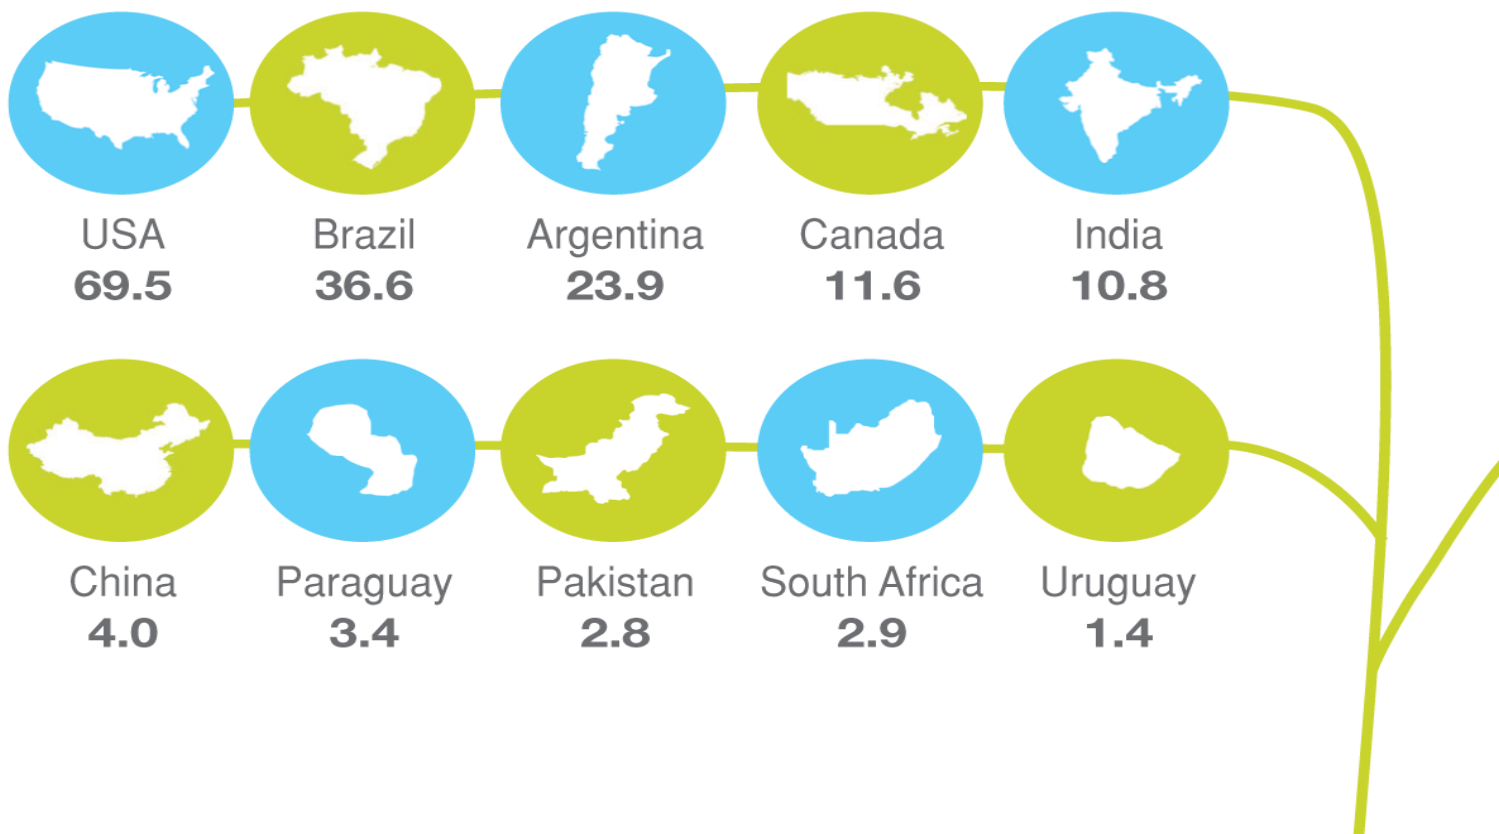 USA Brazil Argentina Canada India
69.5 36.6 23.9 11.6 10.8
China Paraguay Pakistan South Africa Uruguay
4.0 3.4 2.8 2.9 1.4